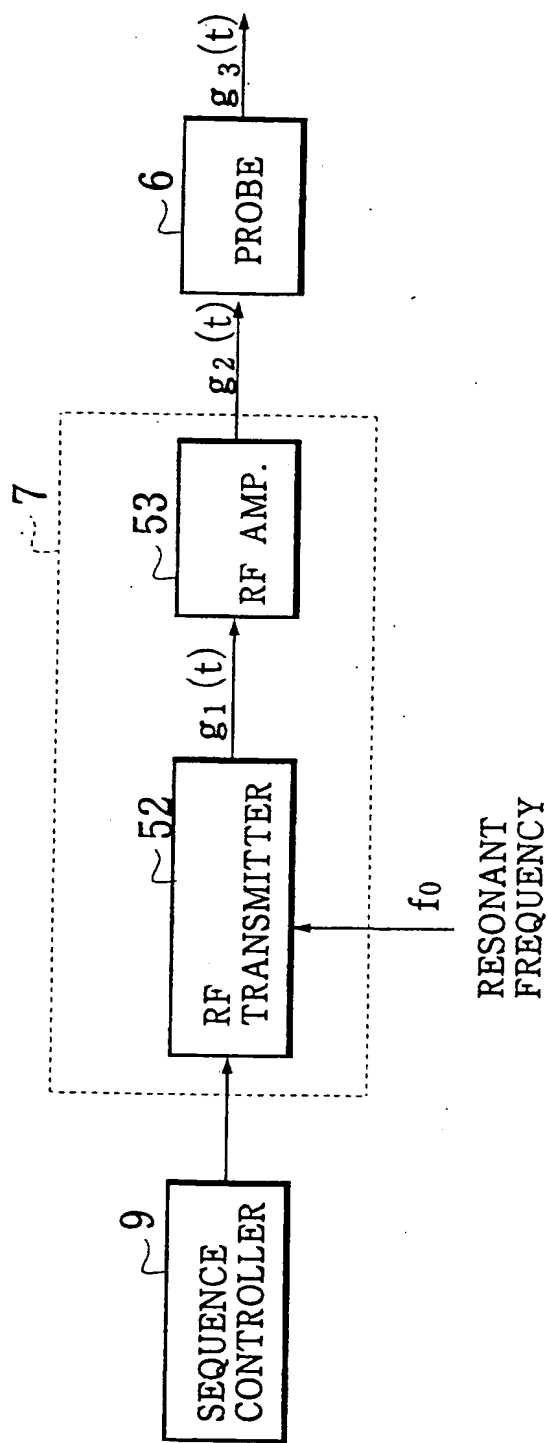 9
SEQUENCE
CONTROLLER
7
52
RF
TRANSMITTER
f0
RESONANT
FREQUENCY
g1(t)
53
RF AMP.
g2(t)
6
PROBE
g3(t)